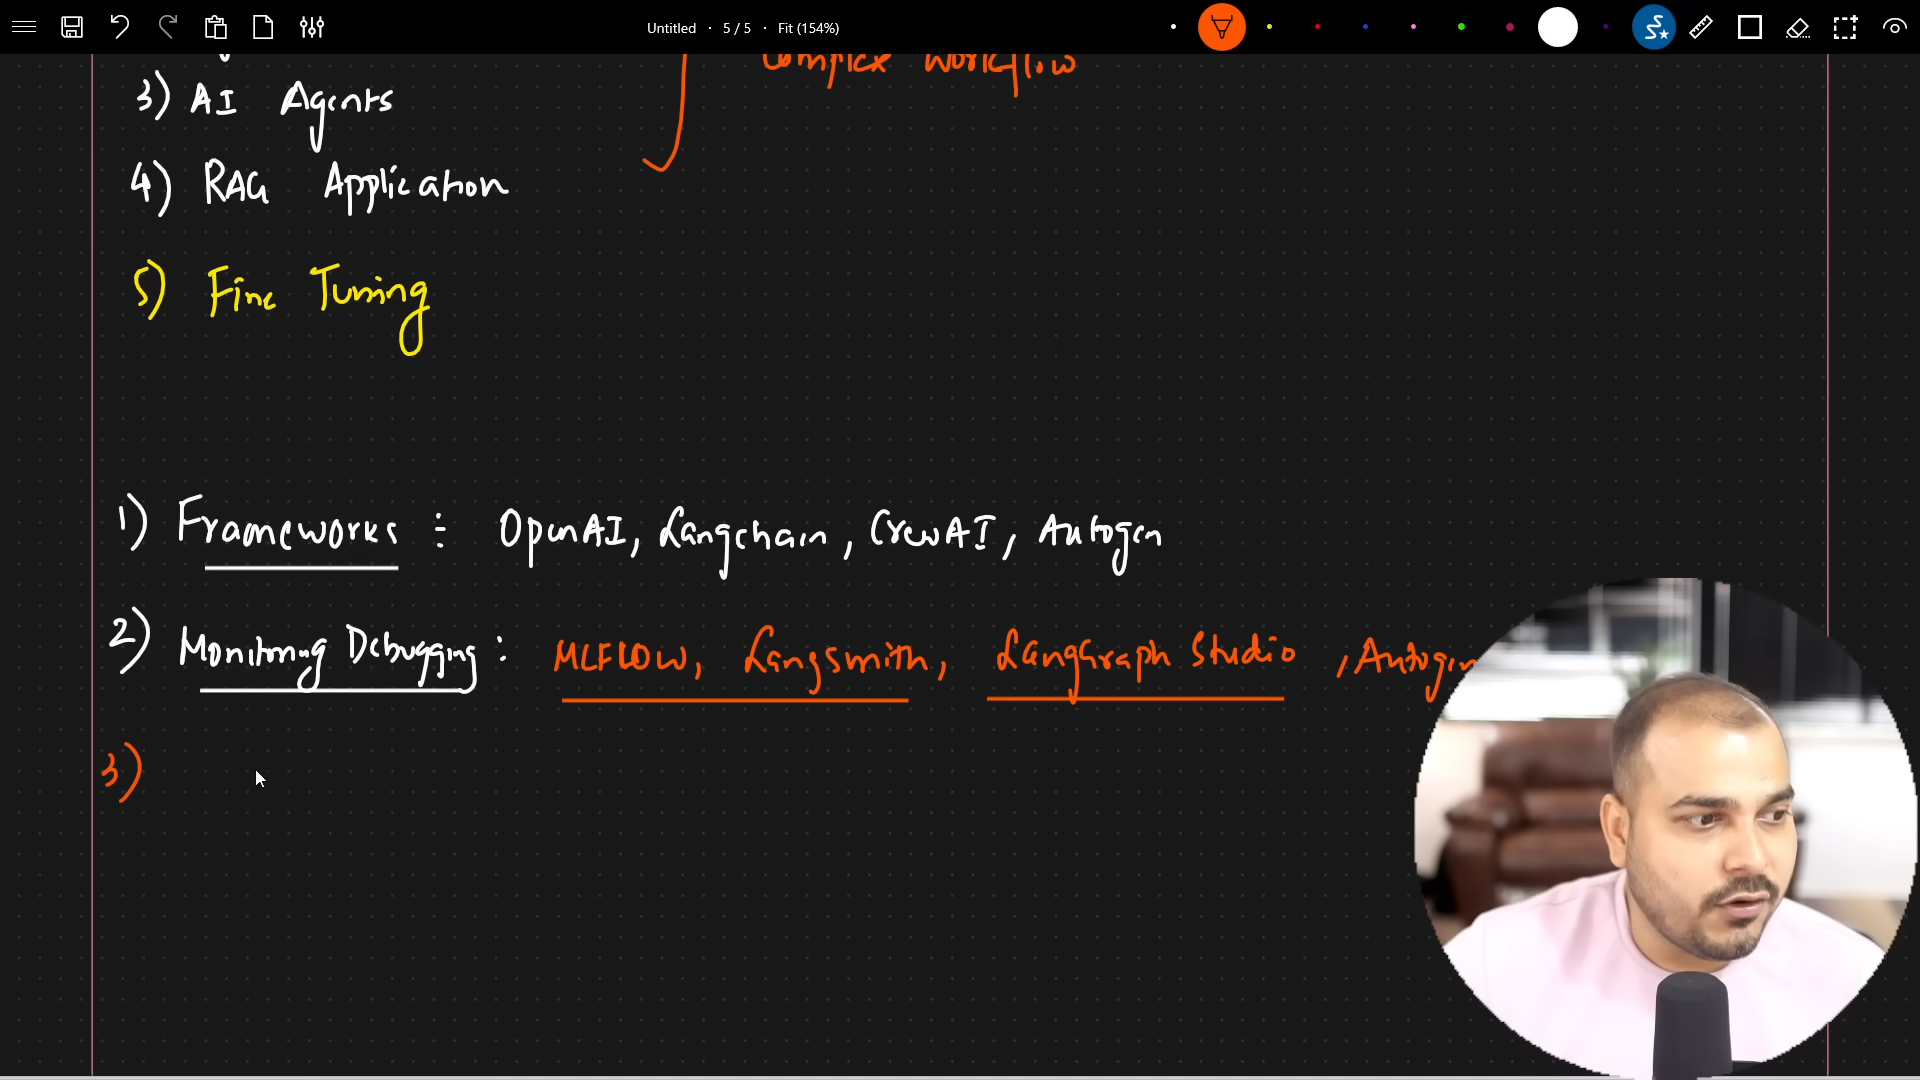 Untitled · 5 / 5 · Fit (154%)
Complex Workflow
3) AI Agents
4) RAG Application
5) Fine Tuning
1) Frameworks : OpenAI, Langchain, CrewAI, Autogen
2) Monitoring Debugging : MLFLOW, Langsmith, LangGraph Studio , Autogen
3)